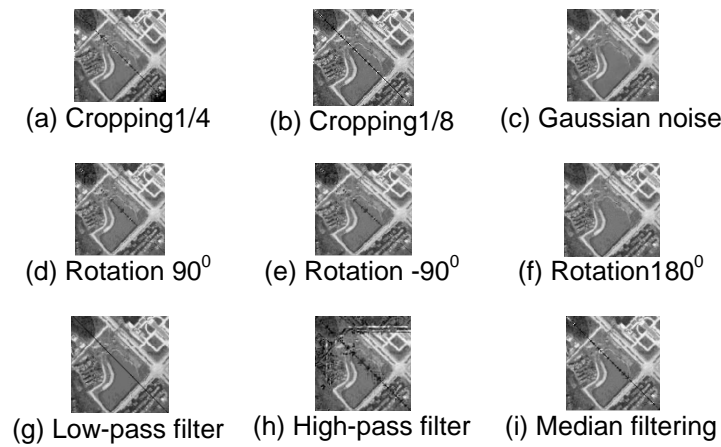 (a) Cropping1/4
(b) Cropping1/8
(c) Gaussian noise
(d) Rotation 90⁰
(e) Rotation -90⁰
(f) Rotation180⁰
(g) Low-pass filter
(h) High-pass filter
(i) Median filtering